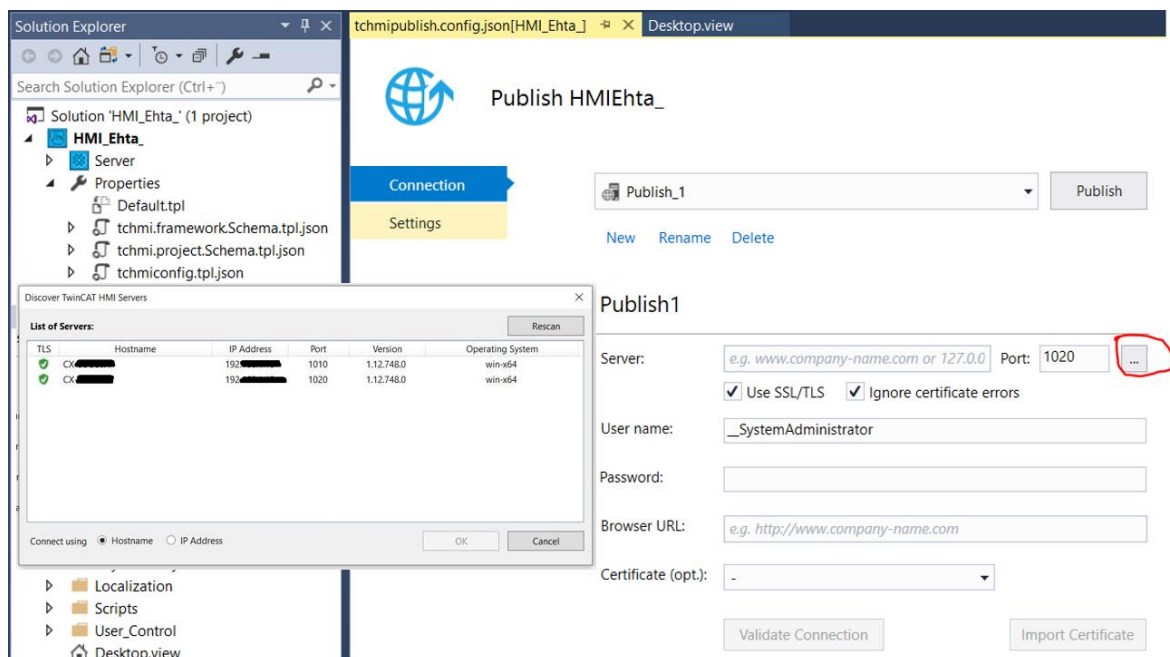 Solution Explorer
Search Solution Explorer (Ctrl+¨)
Solution 'HMI_Ehta_' (1 project)
HMI_Ehta_
Server
Properties
Default.tpl
tchmi.framework.Schema.tpl.json
tchmi.project.Schema.tpl.json
tchmiconfig.tpl.json
Localization
Scripts
User_Control
Desktop.view
tchmipublish.config.json[HMI_Ehta_]
Desktop.view
Publish HMIEhta_
Connection
Settings
Publish_1
Publish
New Rename Delete
Publish1
Server: e.g. www.company-name.com or 127.0.0 Port: 1020 ...
Use SSL/TLS Ignore certificate errors
User name: __SystemAdministrator
Password:
Browser URL: e.g. http://www.company-name.com
Certificate (opt.): -
Validate Connection Import Certificate
Discover TwinCAT HMI Servers
List of Servers: Rescan
TLS Hostname IP Address Port Version Operating System
CX- 192. 1010 1.12.748.0 win-x64
CX- 192. 1020 1.12.748.0 win-x64
Connect using Hostname IP Address OK Cancel